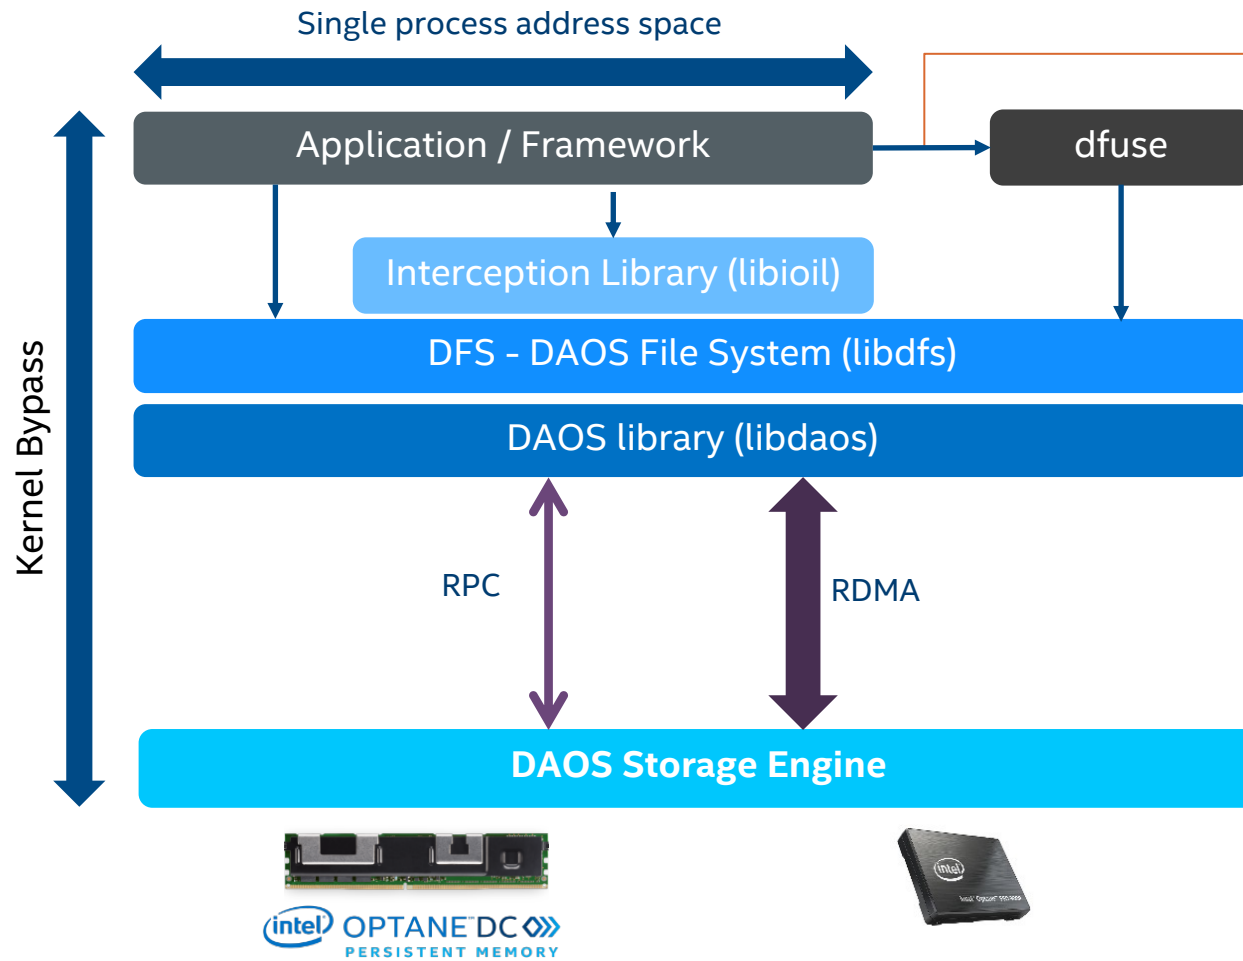 Single process address space
Application / Framework
dfuse
Interception Library (libioil)
DFS - DAOS File System (libdfs)
DAOS library (libdaos)
Kernel Bypass
RPC
RDMA
DAOS Storage Engine
intel OPTANE DC
PERSISTENT MEMORY
intel